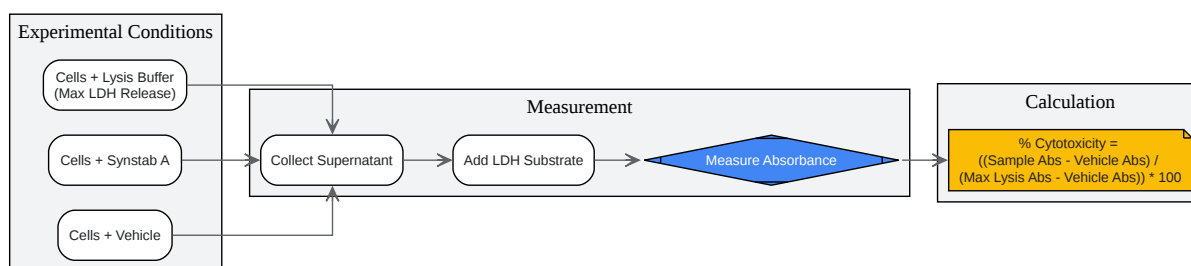 Experimental Conditions
Cells + Lysis Buffer
(Max LDH Release)
Cells + Synstab A
Cells + Vehicle
Measurement
Collect Supernatant
Add LDH Substrate
Measure Absorbance
Calculation
% Cytotoxicity =
((Sample Abs - Vehicle Abs) /
(Max Lysis Abs - Vehicle Abs)) * 100